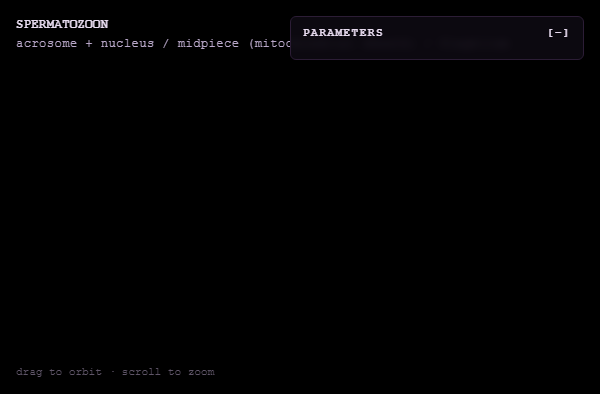 SPERMATOZOON
acrosome + nucleus / midpiece (mitoc
PARAMETERS [-]
drag to orbit · scroll to zoom